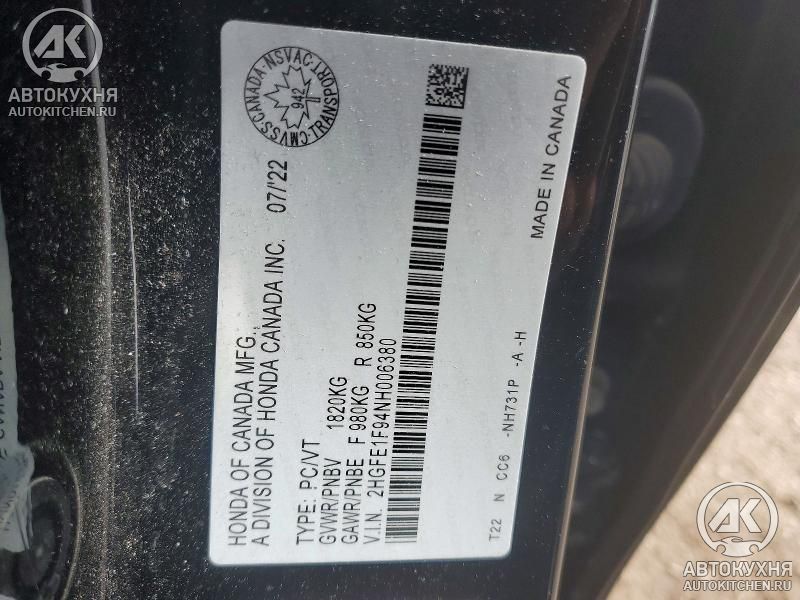 HONDA OF CANADA MFG.,
A DIVISION OF HONDA CANADA INC. 07/'22
TYPE: PC/VT
GVWR/PNBV 1820KG
GAWR/PNBE F 980KG R 850KG
V.I.N. 2HGFE1F94NH006380
T22 N CC6 -NH731P -A -H
MADE IN CANADA
CMVSS-CANADA-NSVAC-TRANSPORT
942
АК
АВТОКУХНЯ
AUTOKITCHEN.RU
АК
АВТОКУХНЯ
AUTOKITCHEN.RU